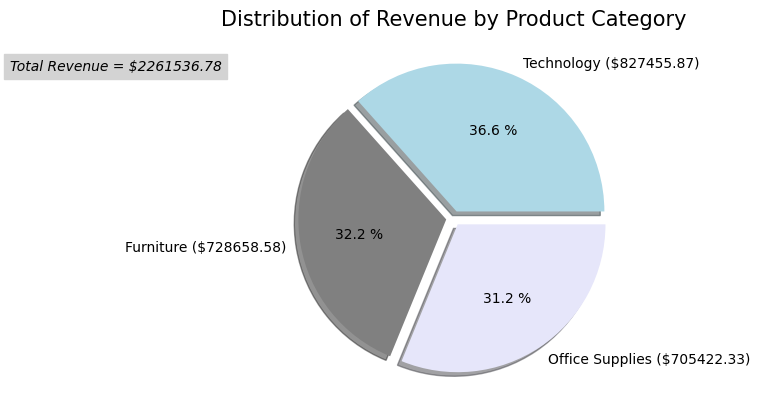 Distribution of Revenue by Product Category
Total Revenue = $2261536.78
Technology ($827455.87)
36.6 %
32.2 %
Furniture ($728658.58)
31.2 %
Office Supplies ($705422.33)